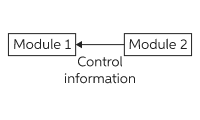 Module 1
Module 2
Control
information